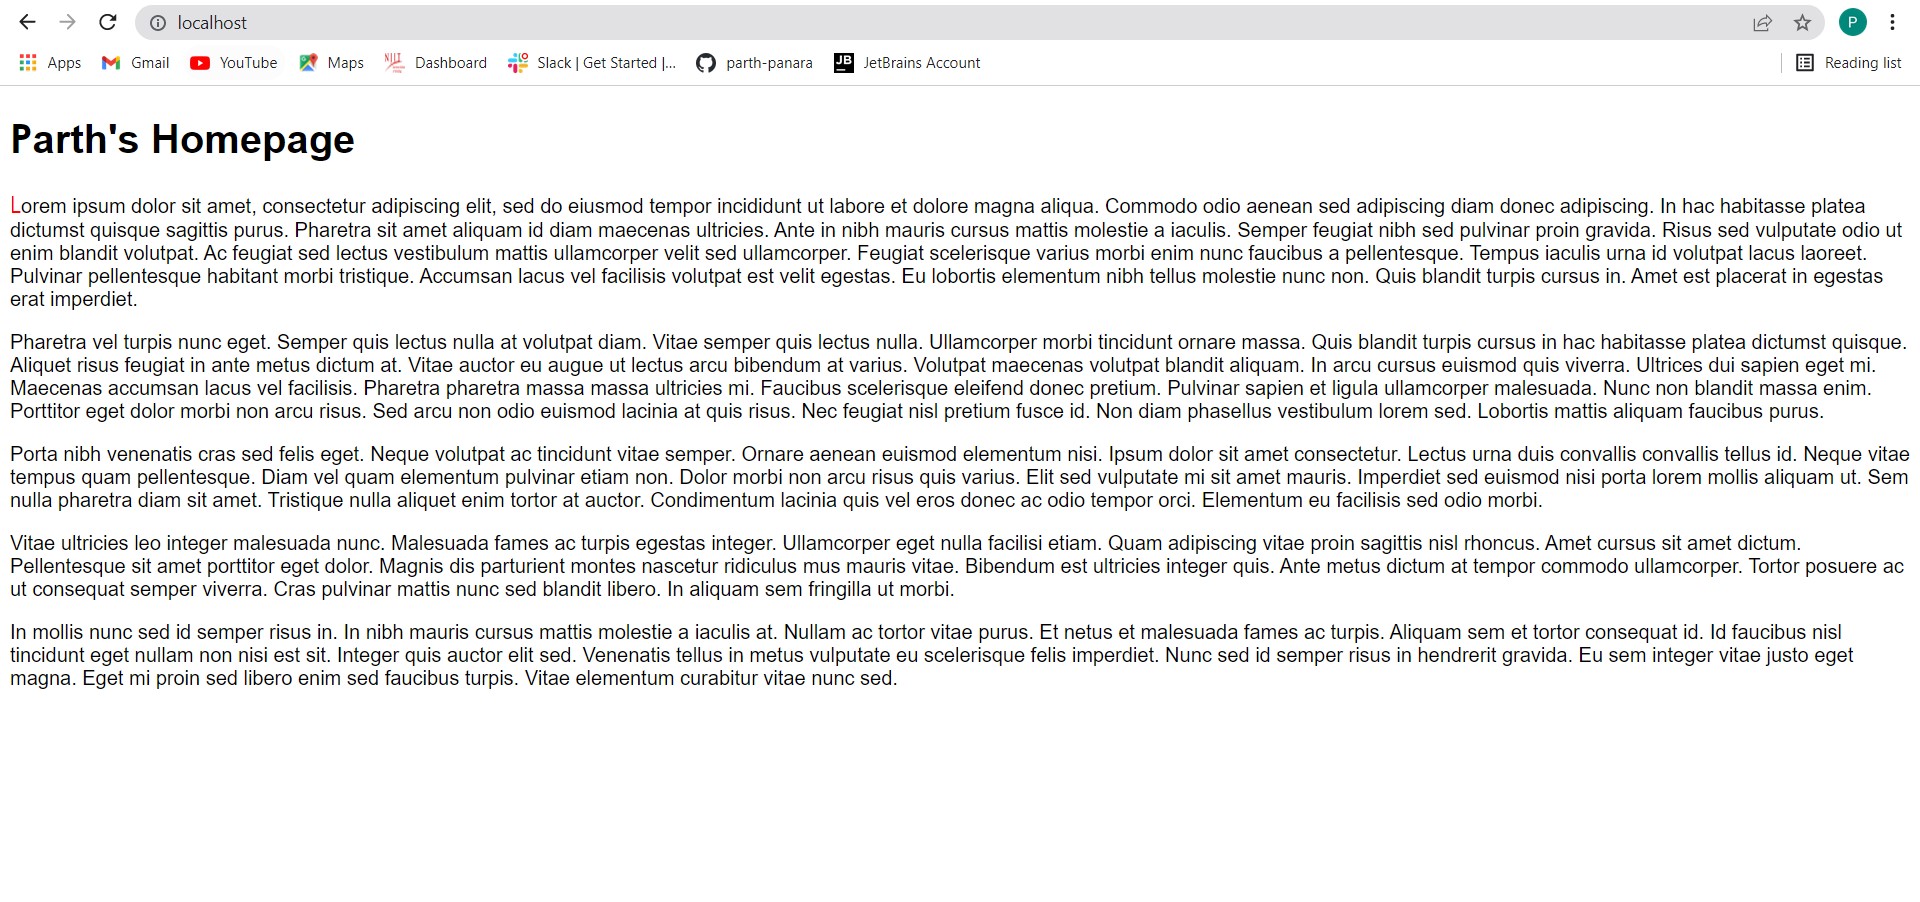 localhost
P
Apps Gmail YouTube Maps Dashboard Slack | Get Started |... parth-panara JB JetBrains Account Reading list
Parth's Homepage
Lorem ipsum dolor sit amet, consectetur adipiscing elit, sed do eiusmod tempor incididunt ut labore et dolore magna aliqua. Commodo odio aenean sed adipiscing diam donec adipiscing. In hac habitasse platea
dictumst quisque sagittis purus. Pharetra sit amet aliquam id diam maecenas ultricies. Ante in nibh mauris cursus mattis molestie a iaculis. Semper feugiat nibh sed pulvinar proin gravida. Risus sed vulputate odio ut
enim blandit volutpat. Ac feugiat sed lectus vestibulum mattis ullamcorper velit sed ullamcorper. Feugiat scelerisque varius morbi enim nunc faucibus a pellentesque. Tempus iaculis urna id volutpat lacus laoreet.
Pulvinar pellentesque habitant morbi tristique. Accumsan lacus vel facilisis volutpat est velit egestas. Eu lobortis elementum nibh tellus molestie nunc non. Quis blandit turpis cursus in. Amet est placerat in egestas
erat imperdiet.
Pharetra vel turpis nunc eget. Semper quis lectus nulla at volutpat diam. Vitae semper quis lectus nulla. Ullamcorper morbi tincidunt ornare massa. Quis blandit turpis cursus in hac habitasse platea dictumst quisque.
Aliquet risus feugiat in ante metus dictum at. Vitae auctor eu augue ut lectus arcu bibendum at varius. Volutpat maecenas volutpat blandit aliquam. In arcu cursus euismod quis viverra. Ultrices dui sapien eget mi.
Maecenas accumsan lacus vel facilisis. Pharetra pharetra massa massa ultricies mi. Faucibus scelerisque eleifend donec pretium. Pulvinar sapien et ligula ullamcorper malesuada. Nunc non blandit massa enim.
Porttitor eget dolor morbi non arcu risus. Sed arcu non odio euismod lacinia at quis risus. Nec feugiat nisl pretium fusce id. Non diam phasellus vestibulum lorem sed. Lobortis mattis aliquam faucibus purus.
Porta nibh venenatis cras sed felis eget. Neque volutpat ac tincidunt vitae semper. Ornare aenean euismod elementum nisi. Ipsum dolor sit amet consectetur. Lectus urna duis convallis convallis tellus id. Neque vitae
tempus quam pellentesque. Diam vel quam elementum pulvinar etiam non. Dolor morbi non arcu risus quis varius. Elit sed vulputate mi sit amet mauris. Imperdiet sed euismod nisi porta lorem mollis aliquam ut. Sem
nulla pharetra diam sit amet. Tristique nulla aliquet enim tortor at auctor. Condimentum lacinia quis vel eros donec ac odio tempor orci. Elementum eu facilisis sed odio morbi.
Vitae ultricies leo integer malesuada nunc. Malesuada fames ac turpis egestas integer. Ullamcorper eget nulla facilisi etiam. Quam adipiscing vitae proin sagittis nisl rhoncus. Amet cursus sit amet dictum.
Pellentesque sit amet porttitor eget dolor. Magnis dis parturient montes nascetur ridiculus mus mauris vitae. Bibendum est ultricies integer quis. Ante metus dictum at tempor commodo ullamcorper. Tortor posuere ac
ut consequat semper viverra. Cras pulvinar mattis nunc sed blandit libero. In aliquam sem fringilla ut morbi.
In mollis nunc sed id semper risus in. In nibh mauris cursus mattis molestie a iaculis at. Nullam ac tortor vitae purus. Et netus et malesuada fames ac turpis. Aliquam sem et tortor consequat id. Id faucibus nisl
tincidunt eget nullam non nisi est sit. Integer quis auctor elit sed. Venenatis tellus in metus vulputate eu scelerisque felis imperdiet. Nunc sed id semper risus in hendrerit gravida. Eu sem integer vitae justo eget
magna. Eget mi proin sed libero enim sed faucibus turpis. Vitae elementum curabitur vitae nunc sed.